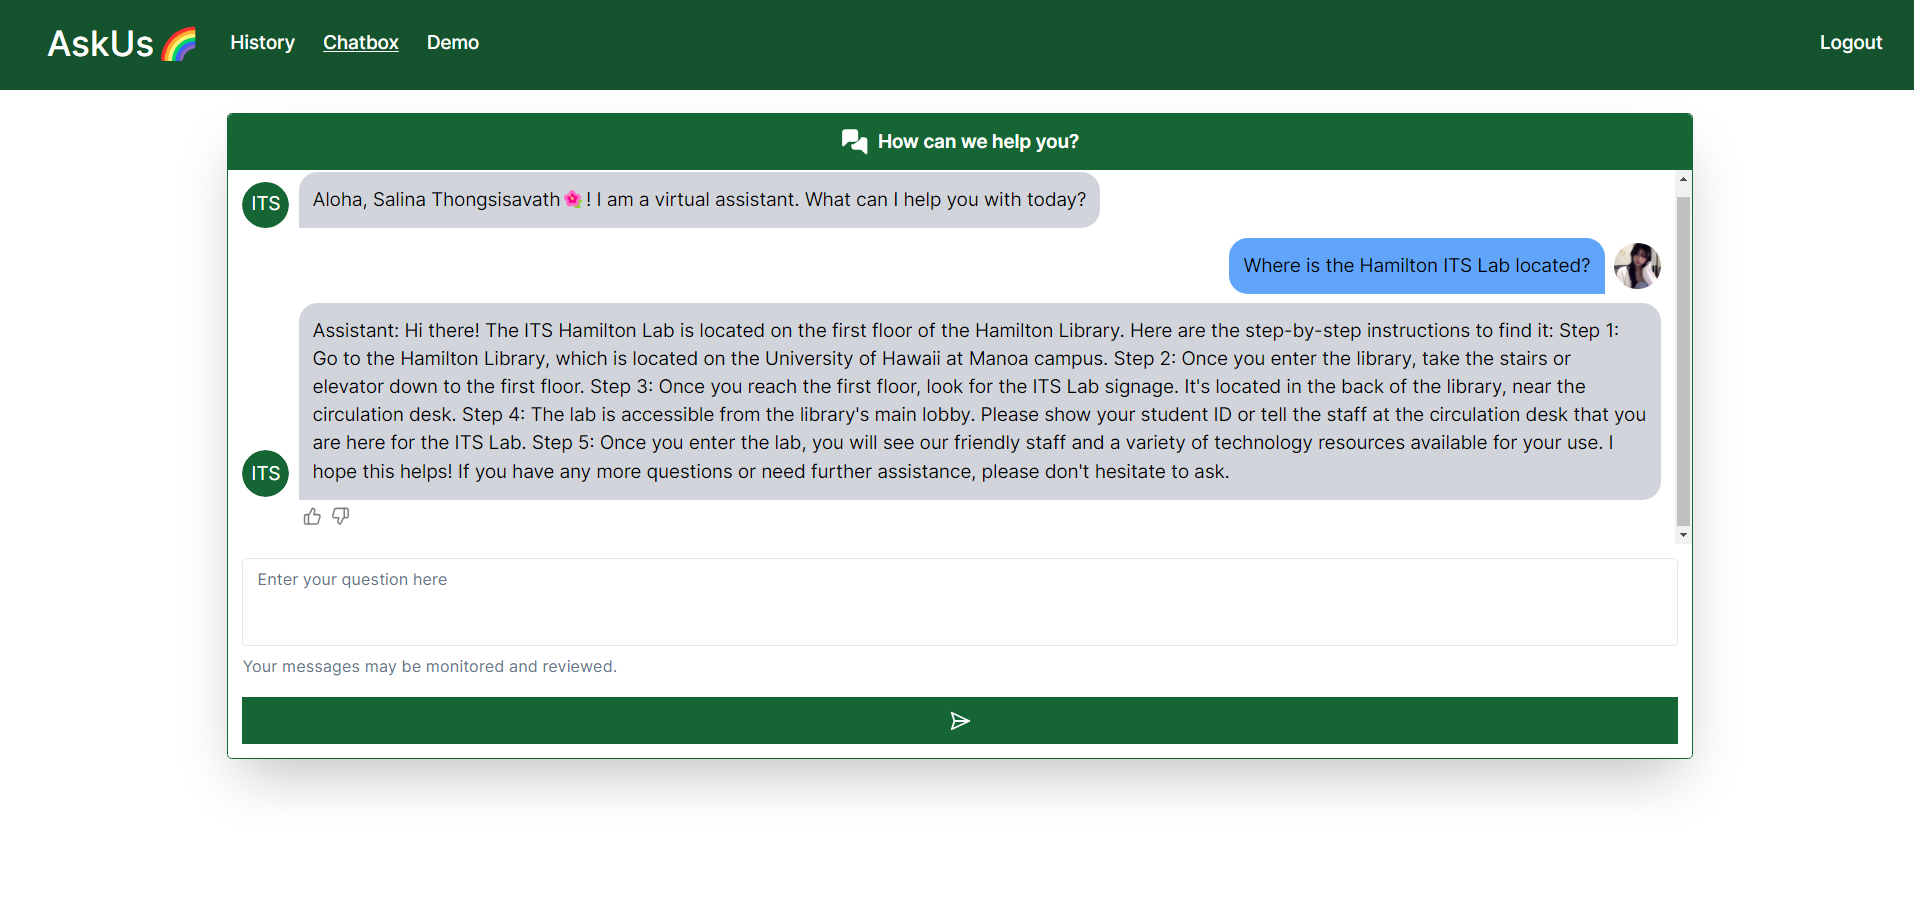 AskUs🌈 History Chatbox Demo Logout
How can we help you?
ITS
Aloha, Salina Thongsisavath🌺! I am a virtual assistant. What can I help you with today?
Where is the Hamilton ITS Lab located?
Assistant: Hi there! The ITS Hamilton Lab is located on the first floor of the Hamilton Library. Here are the step-by-step instructions to find it: Step 1:
Go to the Hamilton Library, which is located on the University of Hawaii at Manoa campus. Step 2: Once you enter the library, take the stairs or
elevator down to the first floor. Step 3: Once you reach the first floor, look for the ITS Lab signage. It's located in the back of the library, near the
circulation desk. Step 4: The lab is accessible from the library's main lobby. Please show your student ID or tell the staff at the circulation desk that you
are here for the ITS Lab. Step 5: Once you enter the lab, you will see our friendly staff and a variety of technology resources available for your use. I
hope this helps! If you have any more questions or need further assistance, please don't hesitate to ask.
ITS
Enter your question here
Your messages may be monitored and reviewed.